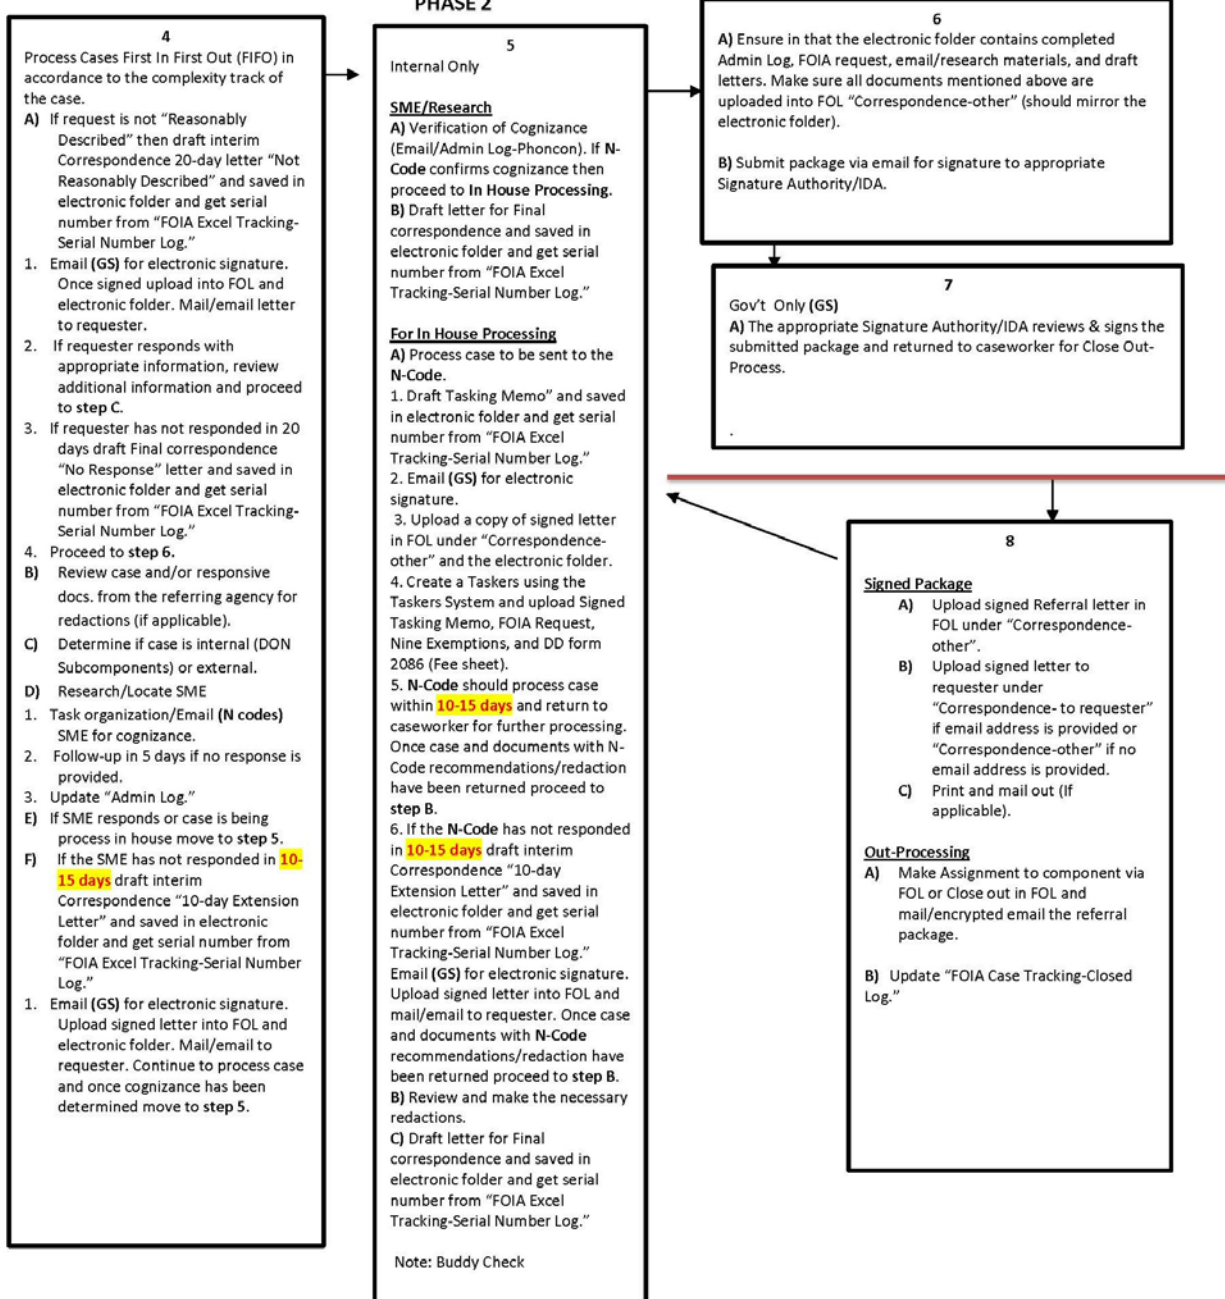 PHASE 2
4
Process Cases First In First Out (FIFO) in
accordance to the complexity track of
the case.
A) If request is not “Reasonably
Described” then draft interim
Correspondence 20-day letter “Not
Reasonably Described” and saved in
electronic folder and get serial
number from “FOIA Excel Tracking-
Serial Number Log.”
1. Email (GS) for electronic signature.
Once signed upload into FOL and
electronic folder. Mail/email letter
to requester.
2. If requester responds with
appropriate information, review
additional information and proceed
to step C.
3. If requester has not responded in 20
days draft Final correspondence
“No Response” letter and saved in
electronic folder and get serial
number from “FOIA Excel Tracking-
Serial Number Log.”
4. Proceed to step 6.
B) Review case and/or responsive
docs. from the referring agency for
redactions (if applicable).
C) Determine if case is internal (DON
Subcomponents) or external.
D) Research/Locate SME
1. Task organization/Email (N codes)
SME for cognizance.
2. Follow-up in 5 days if no response is
provided.
3. Update “Admin Log.”
E) If SME responds or case is being
process in house move to step 5.
F) If the SME has not responded in 10-
15 days draft interim
Correspondence “10-day Extension
Letter” and saved in electronic
folder and get serial number from
“FOIA Excel Tracking-Serial Number
Log.”
1. Email (GS) for electronic signature.
Upload signed letter into FOL and
electronic folder. Mail/email to
requester. Continue to process case
and once cognizance has been
determined move to step 5.
5
Internal Only
SME/Research
A) Verification of Cognizance
(Email/Admin Log-Phoncon). If N-
Code confirms cognizance then
proceed to In House Processing.
B) Draft letter for Final
correspondence and saved in
electronic folder and get serial
number from “FOIA Excel
Tracking-Serial Number Log.”
For In House Processing
A) Process case to be sent to the
N-Code.
1. Draft Tasking Memo” and saved
in electronic folder and get serial
number from “FOIA Excel
Tracking-Serial Number Log.”
2. Email (GS) for electronic
signature.
3. Upload a copy of signed letter
in FOL under “Correspondence-
other” and the electronic folder.
4. Create a Taskers using the
Taskers System and upload Signed
Tasking Memo, FOIA Request,
Nine Exemptions, and DD form
2086 (Fee sheet).
5. N-Code should process case
within 10-15 days and return to
caseworker for further processing.
Once case and documents with N-
Code recommendations/redaction
have been returned proceed to
step B.
6. If the N-Code has not responded
in 10-15 days draft interim
Correspondence “10-day
Extension Letter” and saved in
electronic folder and get serial
number from “FOIA Excel
Tracking-Serial Number Log.”
Email (GS) for electronic signature.
Upload signed letter into FOL and
mail/email to requester. Once case
and documents with N-Code
recommendations/redaction have
been returned proceed to step B.
B) Review and make the necessary
redactions.
C) Draft letter for Final
correspondence and saved in
electronic folder and get serial
number from “FOIA Excel
Tracking-Serial Number Log.”
Note: Buddy Check
6
A) Ensure in that the electronic folder contains completed
Admin Log, FOIA request, email/research materials, and draft
letters. Make sure all documents mentioned above are
uploaded into FOL “Correspondence-other” (should mirror the
electronic folder).
B) Submit package via email for signature to appropriate
Signature Authority/IDA.
7
Gov’t Only (GS)
A) The appropriate Signature Authority/IDA reviews & signs the
submitted package and returned to caseworker for Close Out-
Process.
.
8
Signed Package
A) Upload signed Referral letter in
FOL under “Correspondence-
other”.
B) Upload signed letter to
requester under
“Correspondence- to requester”
if email address is provided or
“Correspondence-other” if no
email address is provided.
C) Print and mail out (If
applicable).
Out-Processing
A) Make Assignment to component via
FOL or Close out in FOL and
mail/encrypted email the referral
package.
B) Update “FOIA Case Tracking-Closed
Log.”